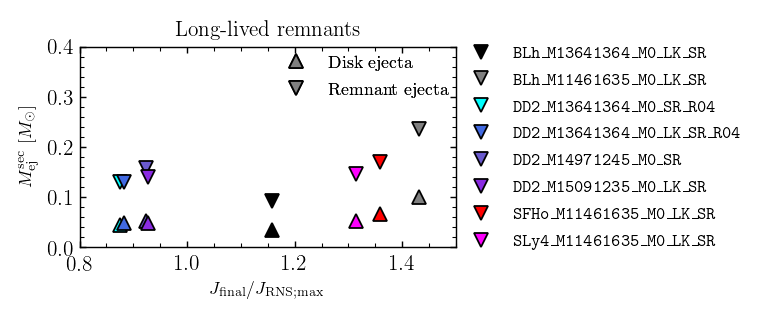 Long-lived remnants
0.4
0.3
0.2
0.1
0.0
M_ej^sec [M_⊙]
Disk ejecta
Remnant ejecta
0.8 1.0 1.2 1.4
J_final/J_RNS;max
BLh_M13641364_M0_LK_SR
BLh_M11461635_M0_LK_SR
DD2_M13641364_M0_SR_R04
DD2_M13641364_M0_LK_SR_R04
DD2_M14971245_M0_SR
DD2_M15091235_M0_LK_SR
SFHo_M11461635_M0_LK_SR
SLy4_M11461635_M0_LK_SR